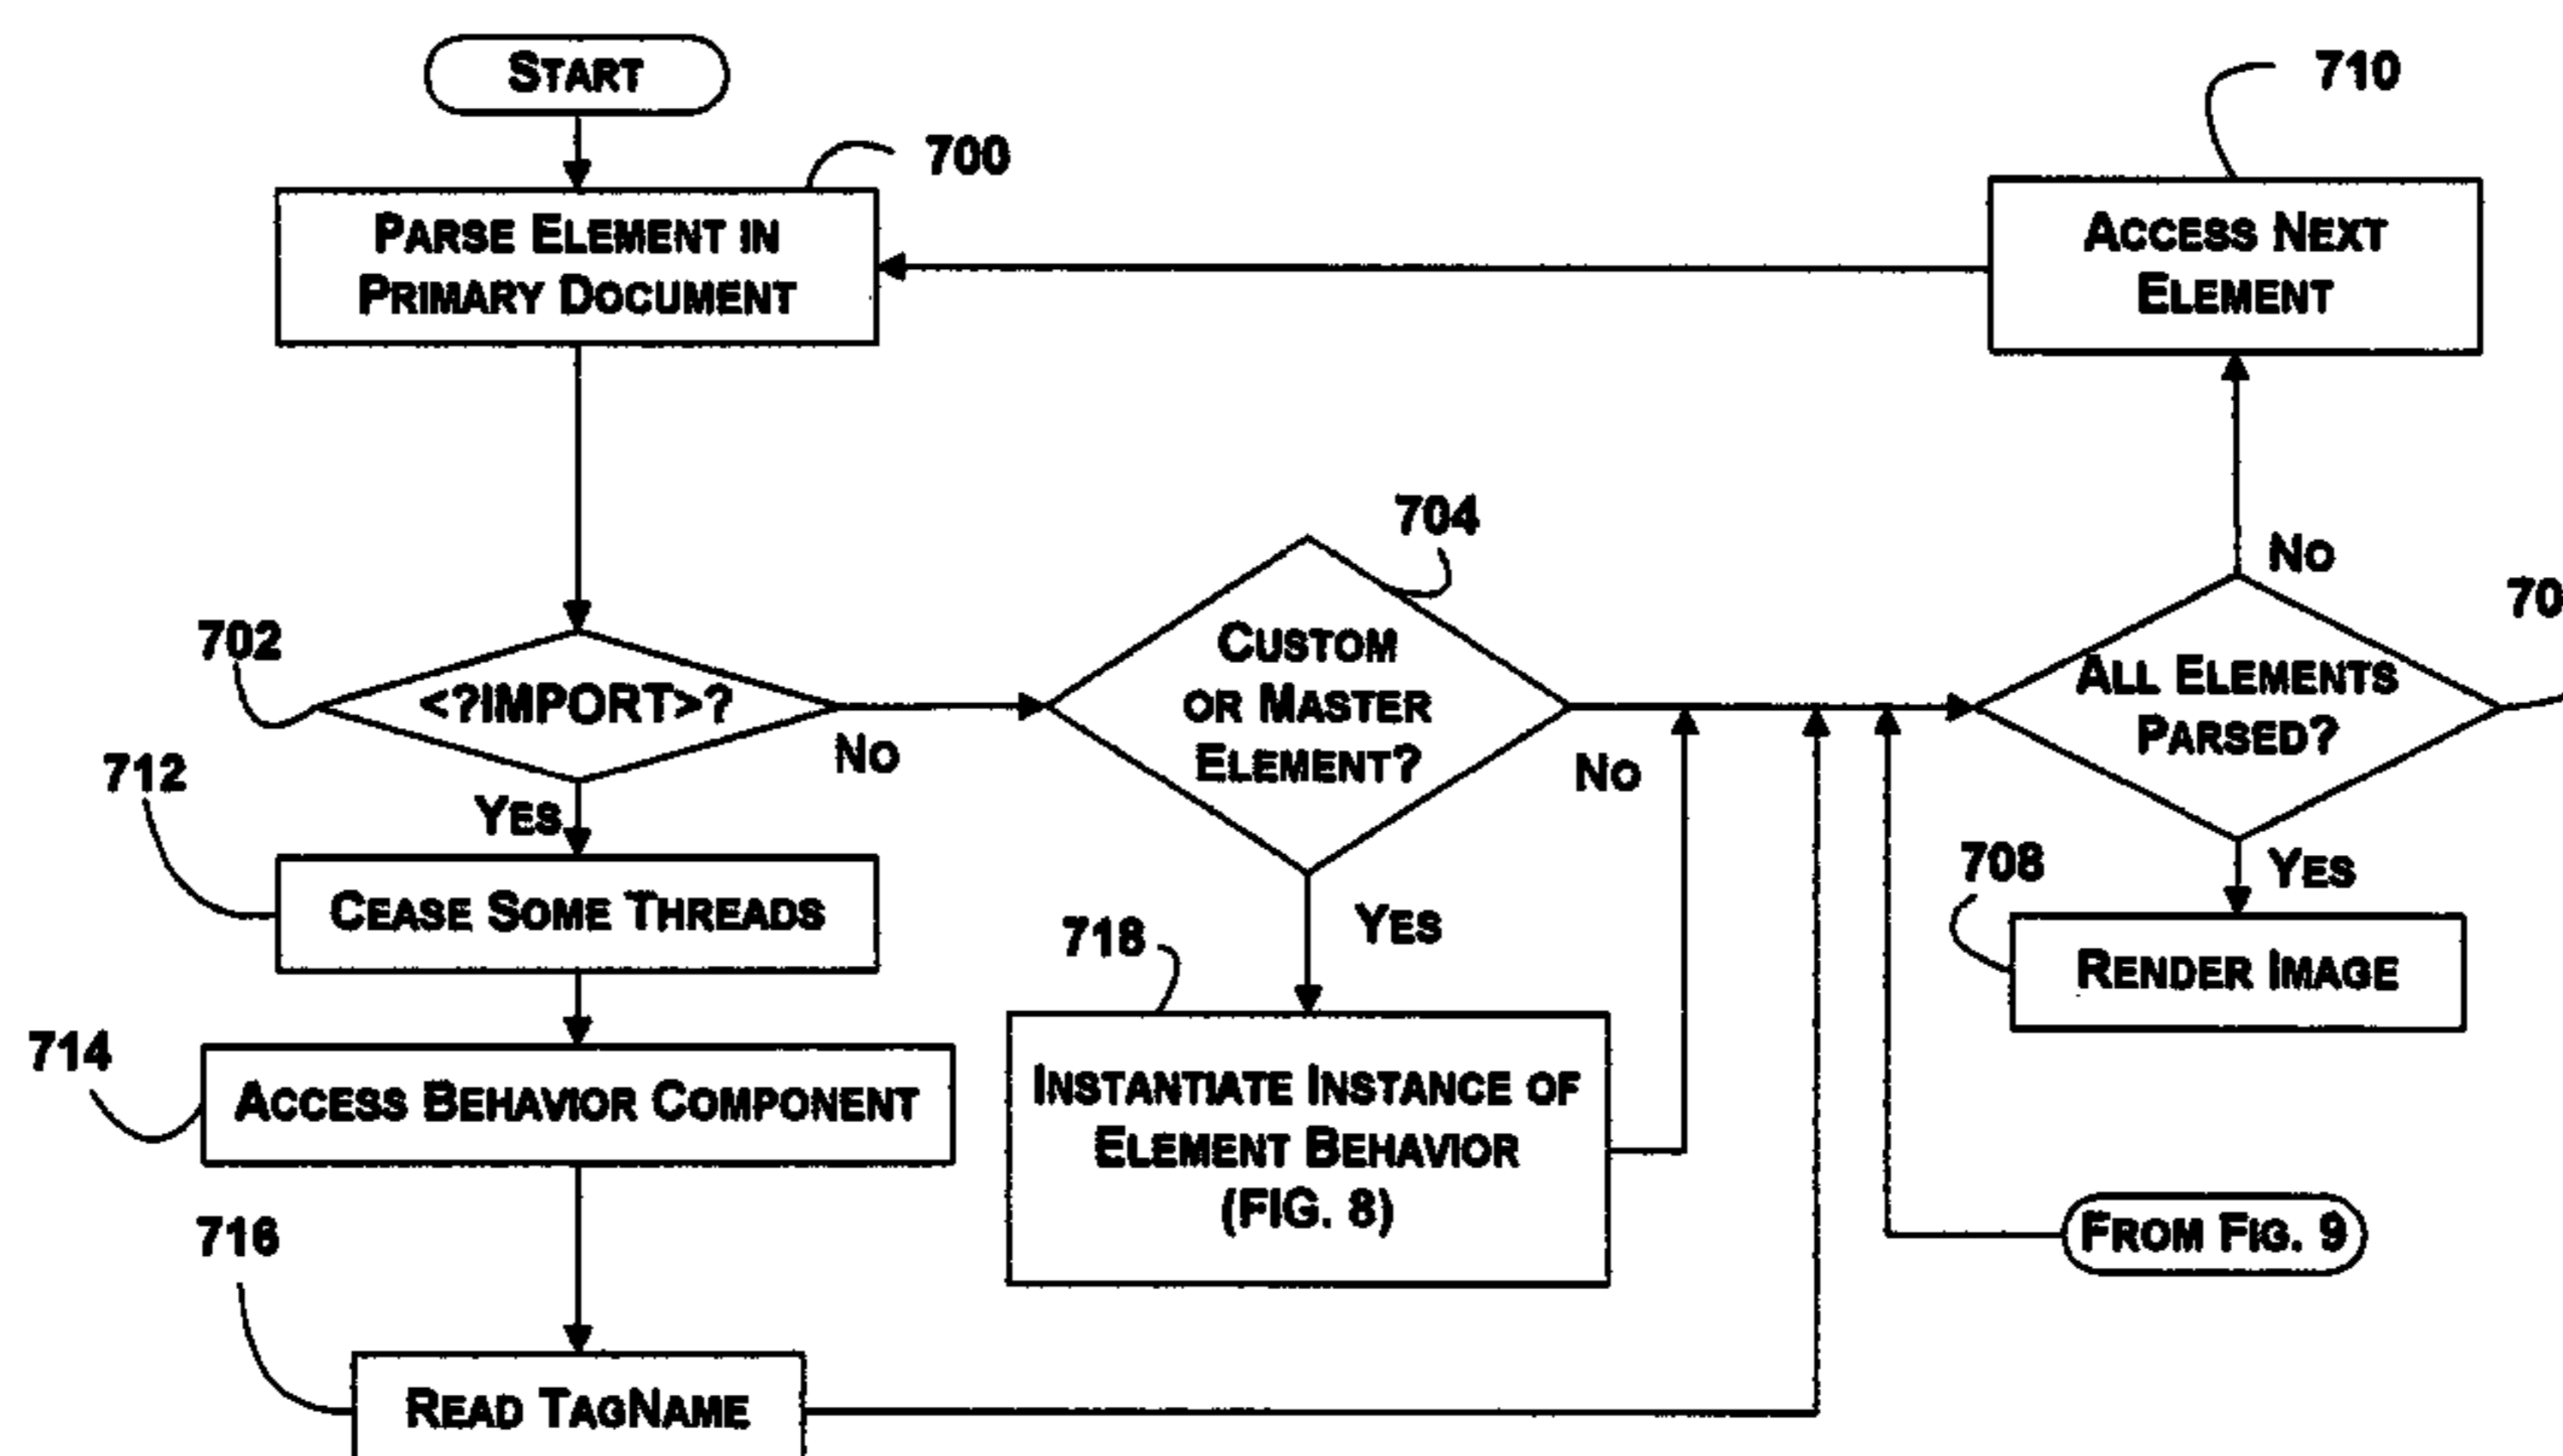 START
700
PARSE ELEMENT IN
PRIMARY DOCUMENT
710
ACCESS NEXT
ELEMENT
702
<?IMPORT>?
NO
YES
704
CUSTOM
OR MASTER
ELEMENT?
NO
YES
ALL ELEMENTS
PARSED?
NO
YES
70
712
CEASE SOME THREADS
714
ACCESS BEHAVIOR COMPONENT
716
READ TAGNAME
718
INSTANTIATE INSTANCE OF
ELEMENT BEHAVIOR
(FIG. 8)
708
RENDER IMAGE
FROM FIG. 9